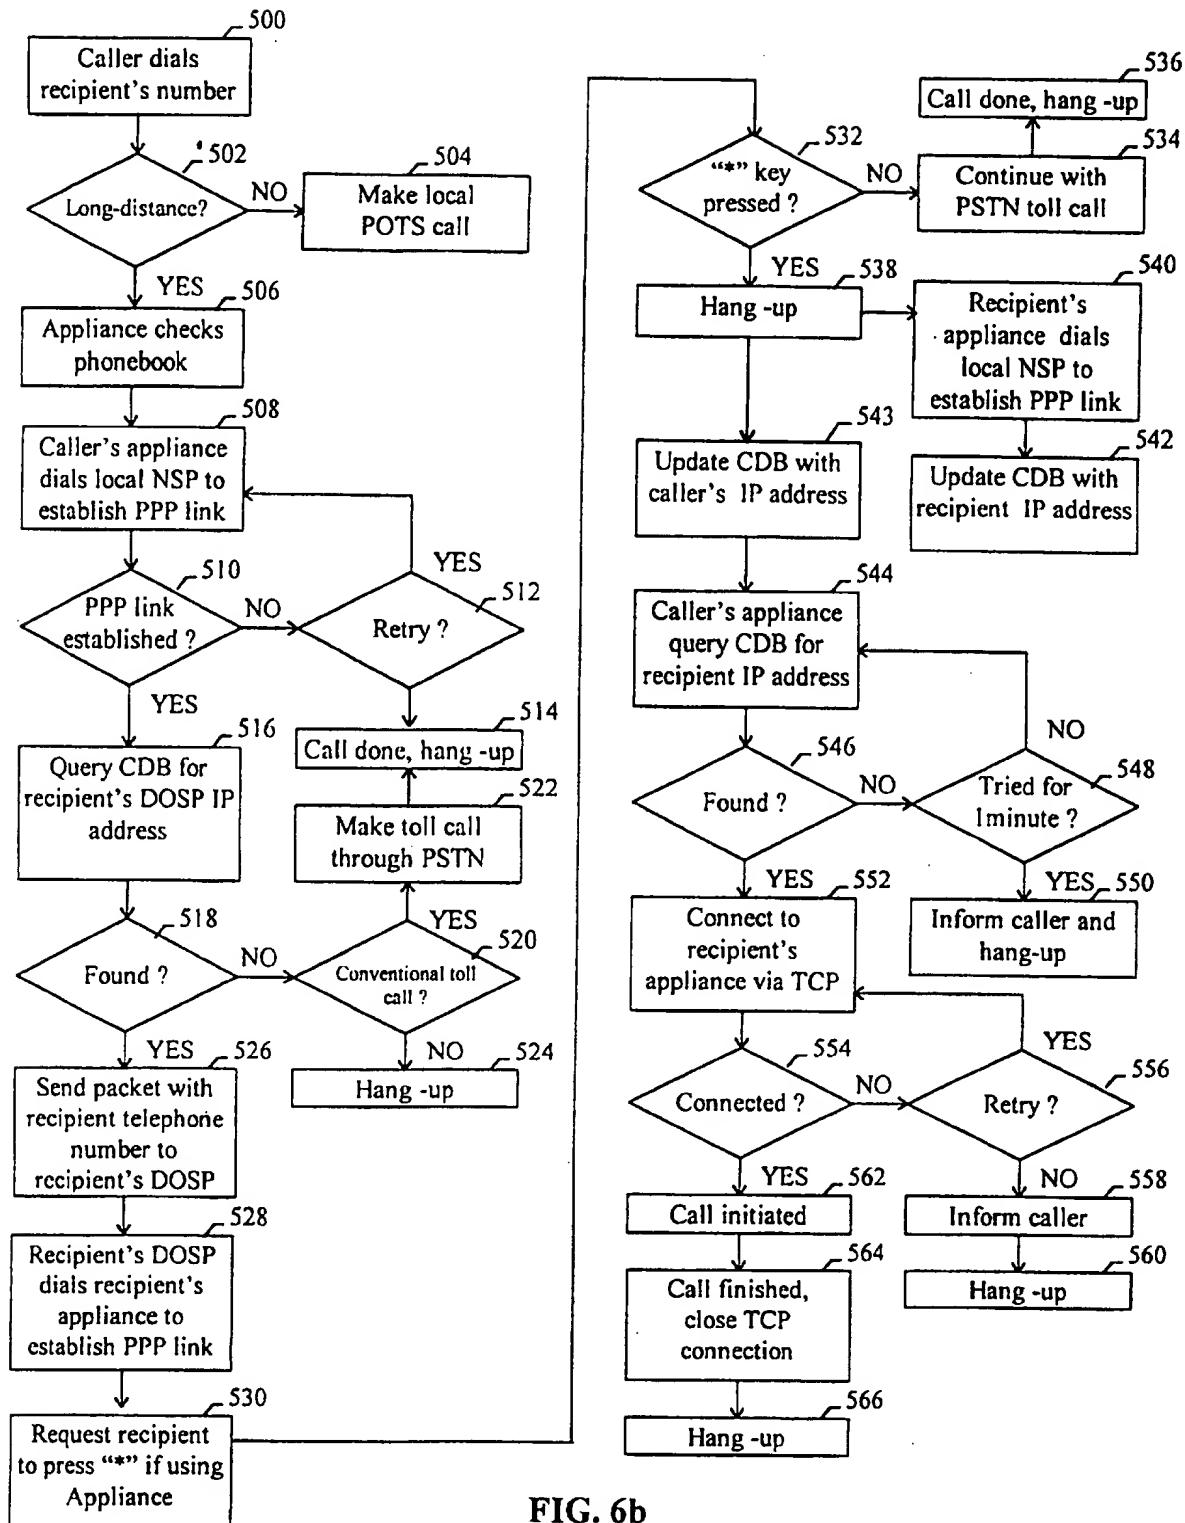 500
Caller dials
recipient's number
502
Long-distance?
NO
504
Make local
POTS call
YES
506
Appliance checks
phonebook
508
Caller's appliance
dials local NSP to
establish PPP link
510
PPP link
established ?
NO
YES
512
Retry ?
514
Call done, hang -up
YES
516
Query CDB for
recipient's DOSP IP
address
522
Make toll call
through PSTN
518
Found ?
NO
YES
520
Conventional toll
call ?
NO
524
Hang -up
YES
526
Send packet with
recipient telephone
number to
recipient's DOSP
528
Recipient's DOSP
dials recipient's
appliance to
establish PPP link
530
Request recipient
to press “*” if using
Appliance
532
“*” key
pressed ?
NO
534
Continue with
PSTN toll call
536
Call done, hang -up
YES
538
Hang -up
540
Recipient's
appliance dials
local NSP to
establish PPP link
542
Update CDB with
recipient IP address
543
Update CDB with
caller's IP address
544
Caller's appliance
query CDB for
recipient IP address
546
Found ?
NO
NO
548
Tried for
1minute ?
YES
550
Inform caller and
hang-up
YES
552
Connect to
recipient's
appliance via TCP
554
Connected ?
NO
YES
556
Retry ?
NO
558
Inform caller
560
Hang -up
YES
562
Call initiated
564
Call finished,
close TCP
connection
566
Hang -up
FIG. 6b